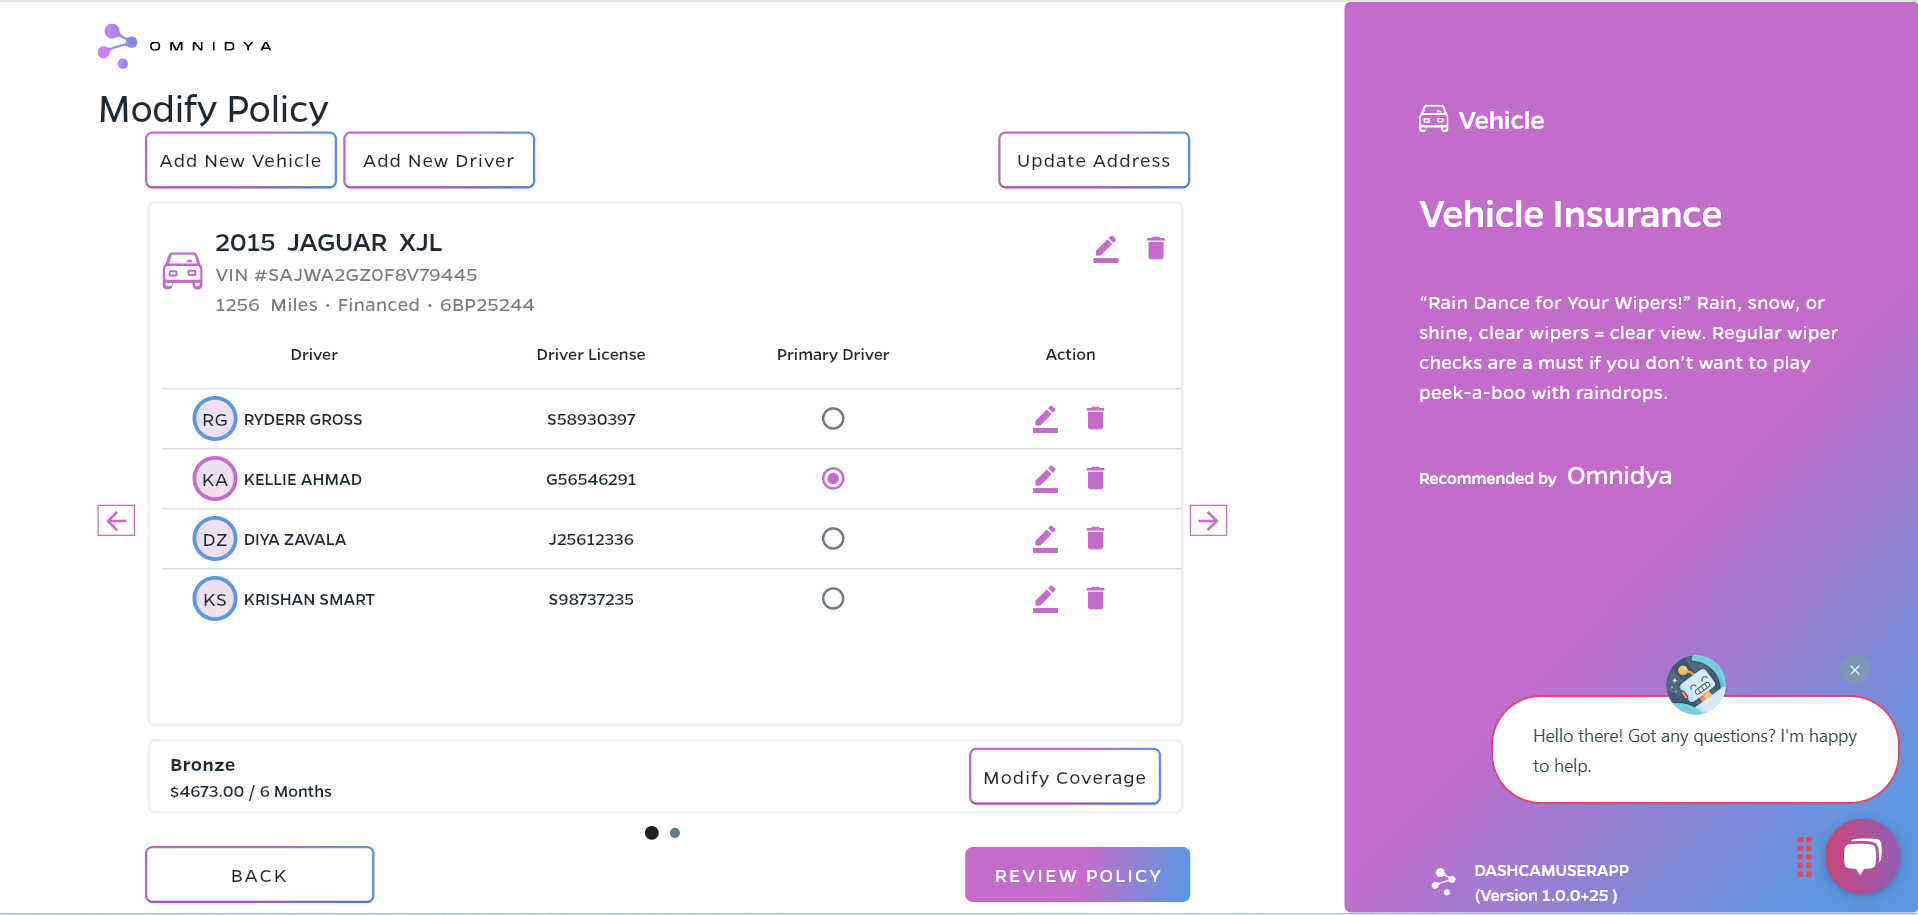 OMNIDYA
Modify Policy
Add New Vehicle
Add New Driver
Update Address
2015 JAGUAR XJL
VIN #SAJWA2GZ0F8V79445
1256 Miles • Financed • 6BP25244
Driver Driver License Primary Driver Action
RG RYDERR GROSS S58930397
KA KELLIE AHMAD G56546291
DZ DIYA ZAVALA J25612336
KS KRISHAN SMART S98737235
Bronze
$4673.00 / 6 Months
Modify Coverage
BACK
REVIEW POLICY
Vehicle
Vehicle Insurance
“Rain Dance for Your Wipers!” Rain, snow, or
shine, clear wipers = clear view. Regular wiper
checks are a must if you don’t want to play
peek-a-boo with raindrops.
Recommended by Omnidya
Hello there! Got any questions? I'm happy
to help.
DASHCAMUSERAPP
(Version 1.0.0+25 )